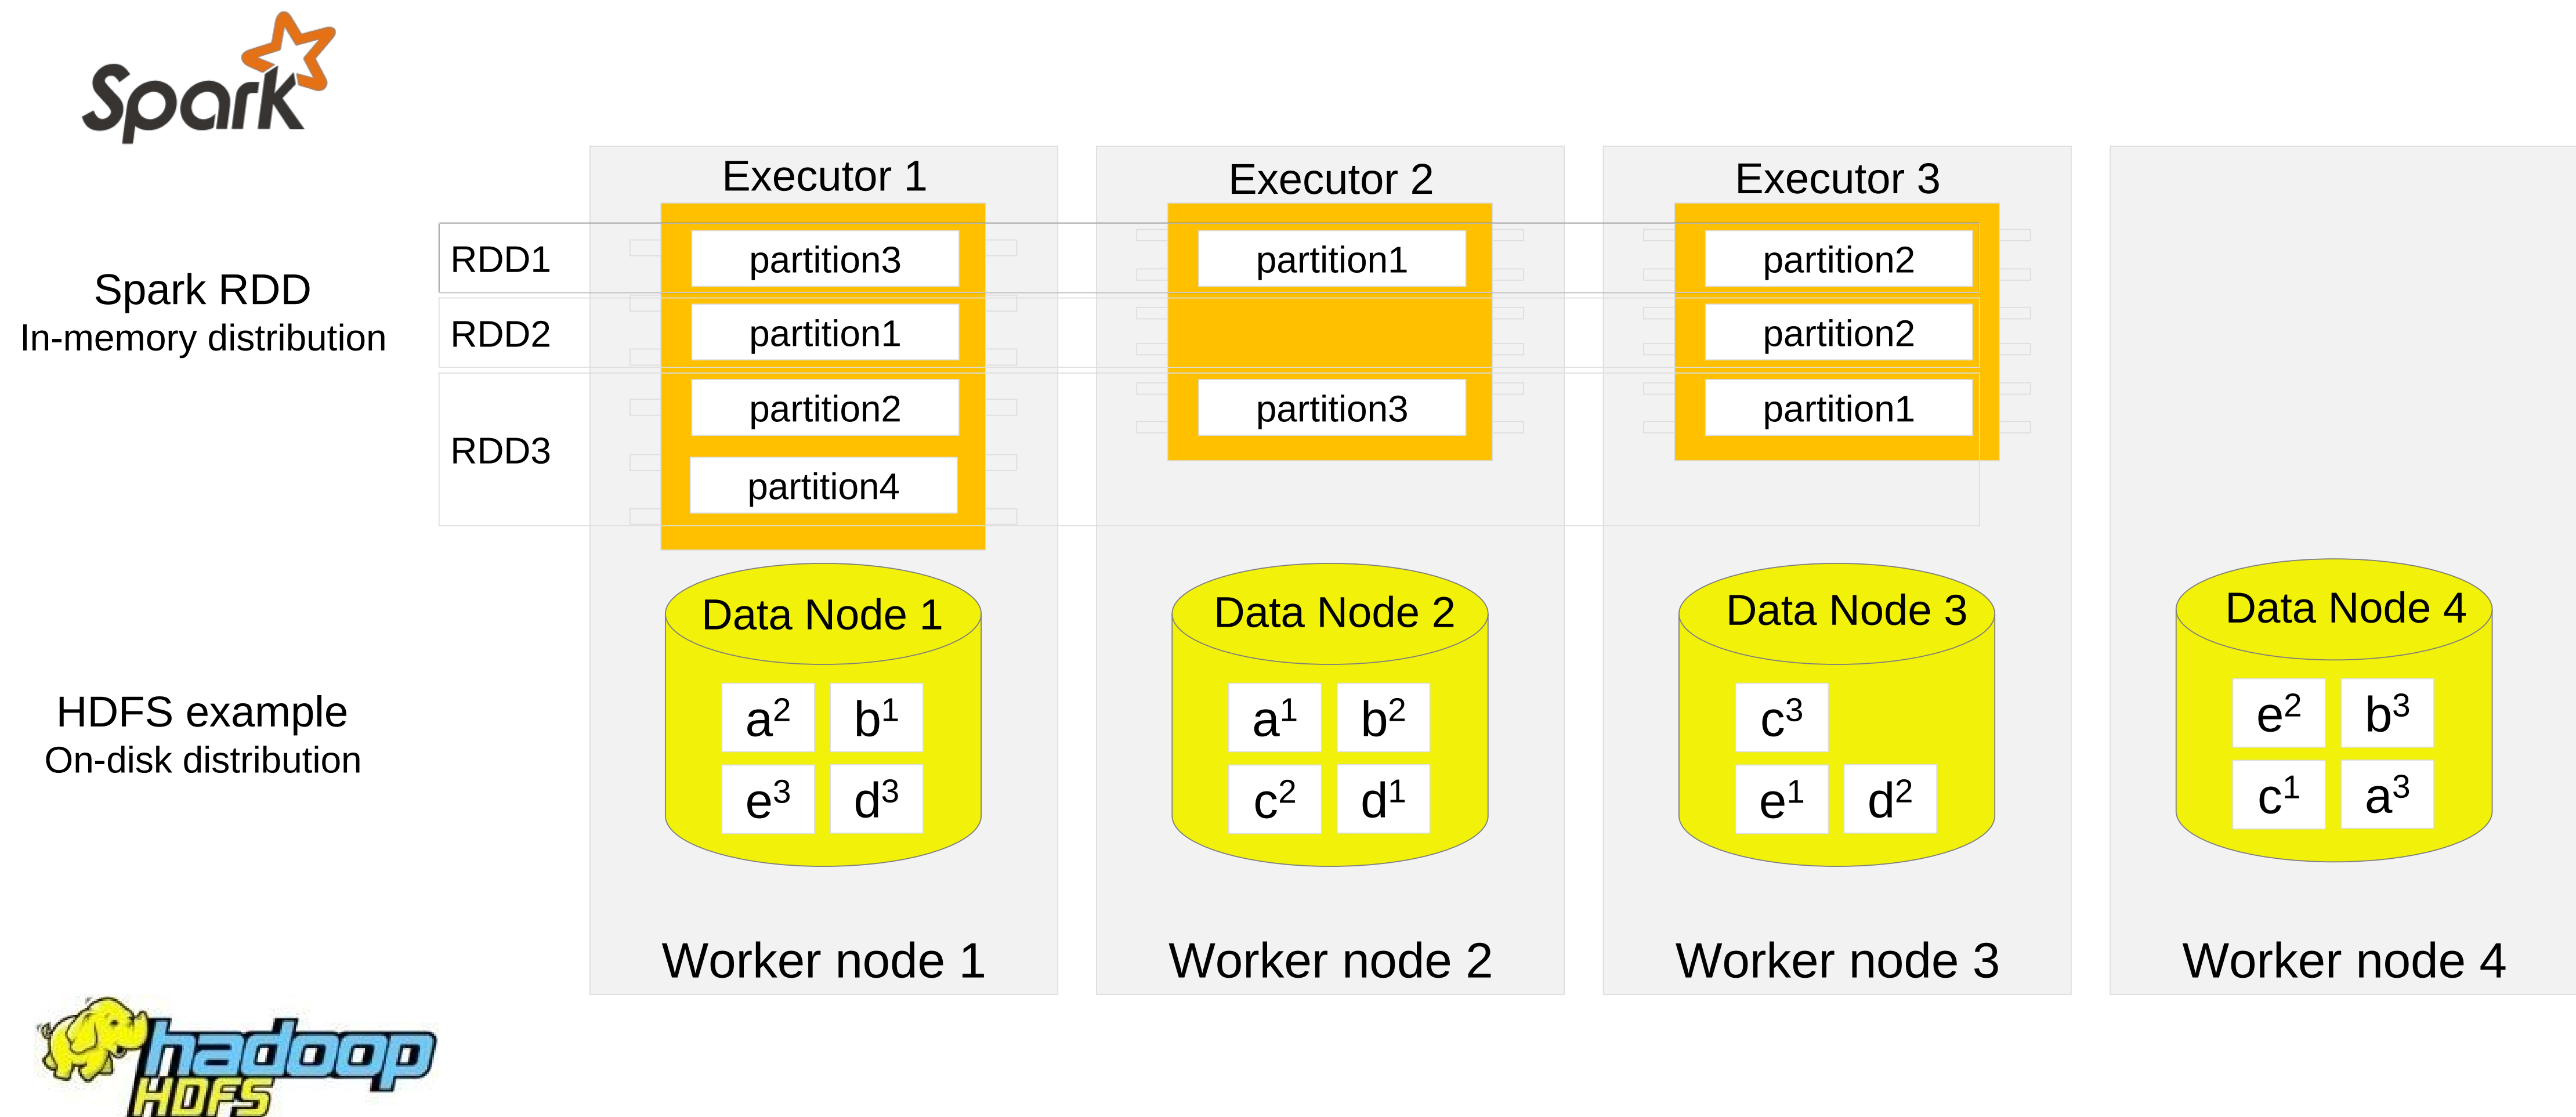 Spark
Executor 1
Executor 2
Executor 3
Spark RDD
In-memory distribution
RDD1
partition3
partition1
partition2
RDD2
partition1
partition2
RDD3
partition2
partition3
partition1
partition4
Data Node 1
Data Node 2
Data Node 3
Data Node 4
HDFS example
On-disk distribution
a² b¹
a¹ b²
c³
e² b³
e³ d³
c² d¹
e¹ d²
c¹ a³
Worker node 1
Worker node 2
Worker node 3
Worker node 4
hadoop
HDFS